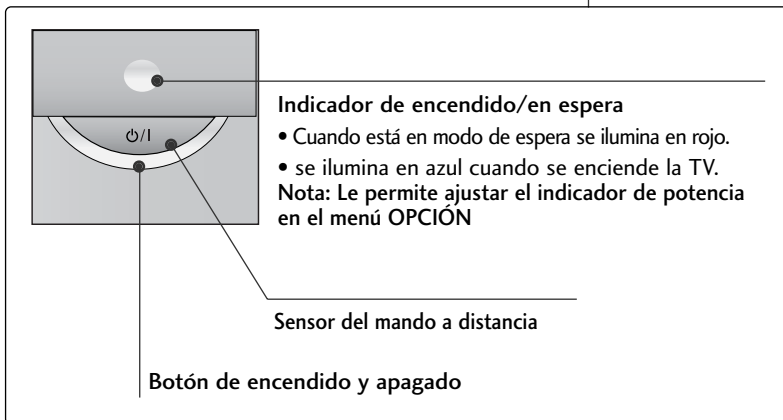 Indicador de encendido/en espera
• Cuando está en modo de espera se ilumina en rojo.
• se ilumina en azul cuando se enciende la TV.
Nota: Le permite ajustar el indicador de potencia
en el menú OPCIÓN
⏻/I
Sensor del mando a distancia
Botón de encendido y apagado